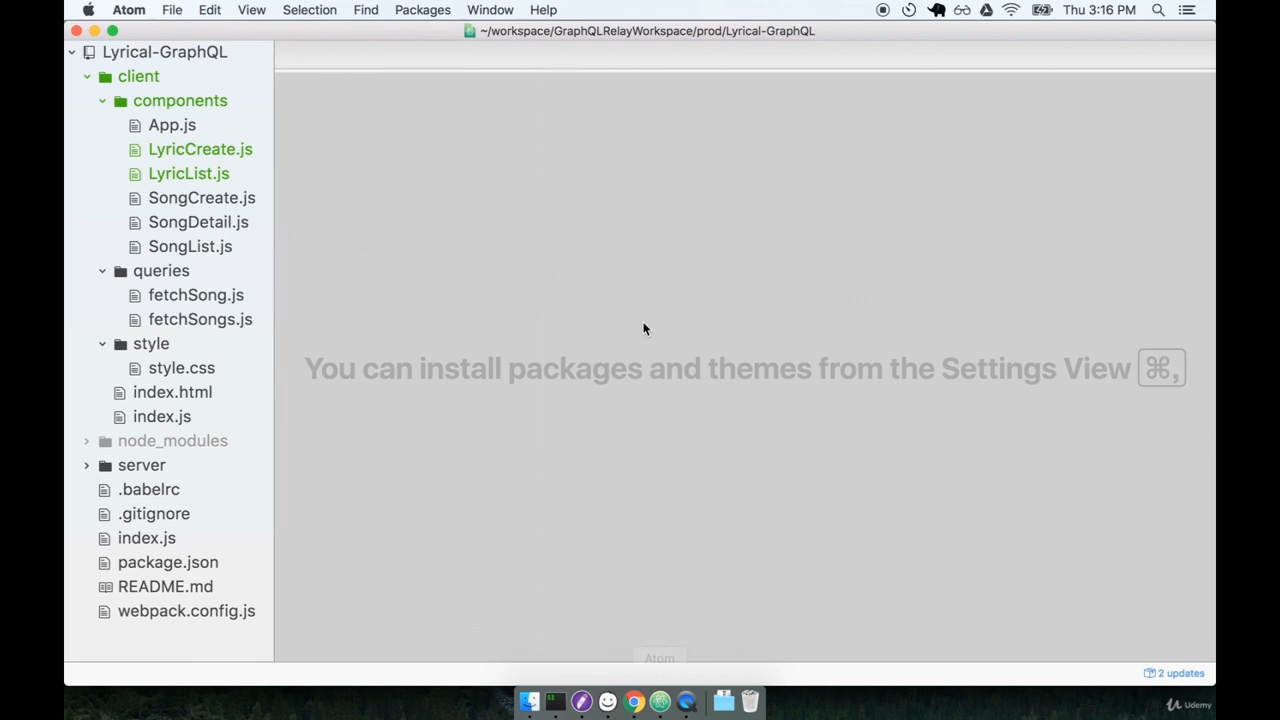 Atom File Edit View Selection Find Packages Window Help Thu 3:16 PM
~/workspace/GraphQLRelayWorkspace/prod/Lyrical-GraphQL
Lyrical-GraphQL
client
components
App.js
LyricCreate.js
LyricList.js
SongCreate.js
SongDetail.js
SongList.js
queries
fetchSong.js
fetchSongs.js
style
style.css
index.html
index.js
node_modules
server
.babelrc
.gitignore
index.js
package.json
README.md
webpack.config.js
You can install packages and themes from the Settings View ⌘,
Atom
2 updates
Udemy